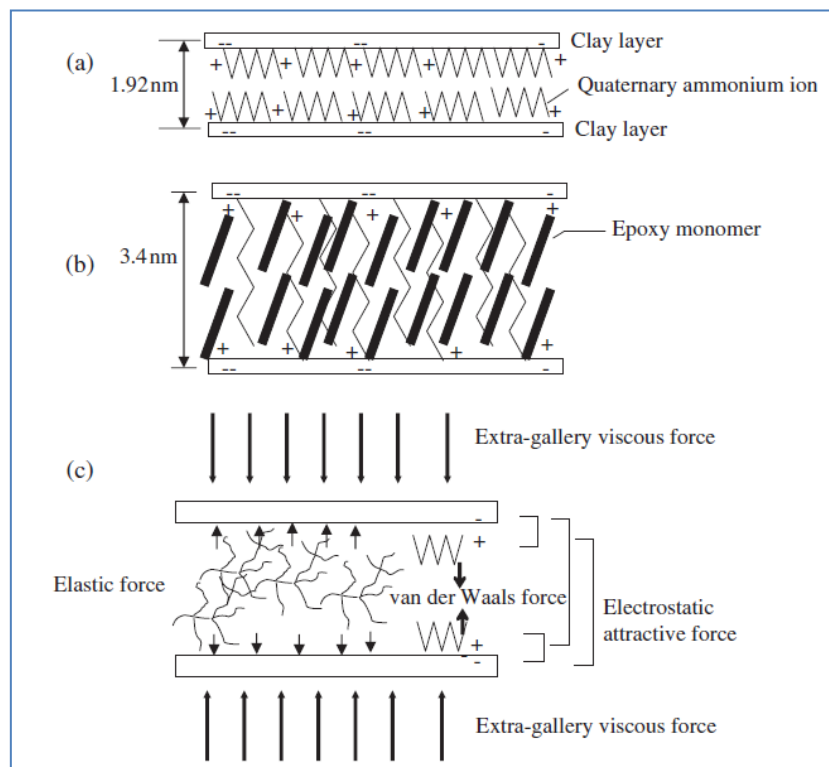 (a)
1.92 nm
-- -- -
Clay layer
+ + + + +
Quaternary ammonium ion
+ + + + +
Clay layer
-- -- -
(b)
3.4 nm
-- -- -
+ + + + +
Epoxy monomer
+ + + + +
-- -- -
(c)
Extra-gallery viscous force
-
+
Elastic force
van der Waals force
Electrostatic
attractive force
+
-
Extra-gallery viscous force